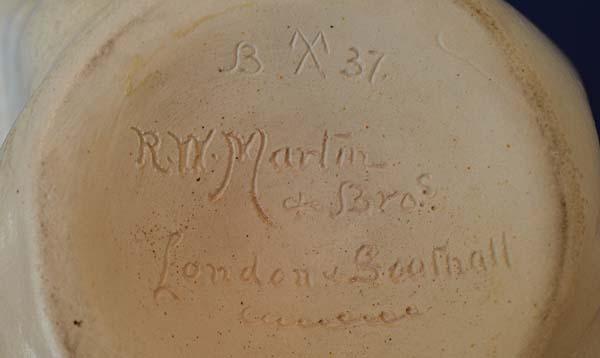 B M 37.
R.W. Martin
& Bros.
London & Southall